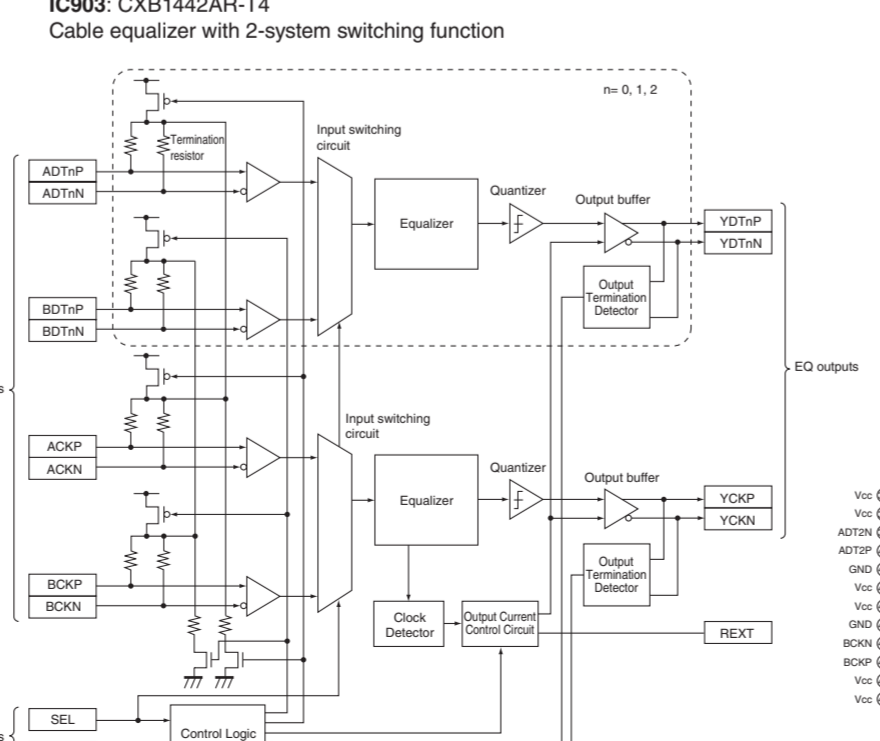 IC903: CXB1442AR-T4
Cable equalizer with 2-system switching function
n= 0, 1, 2
Termination
resistor
Input switching
circuit
ADTnP
ADTnN
Equalizer
Quantizer
Output buffer
YDTnP
YDTnN
Output
Termination
Detector
BDTnP
BDTnN
EQ outputs
s
Input switching
circuit
ACKP
ACKN
Equalizer
Quantizer
Output buffer
YCKP
YCKN
Output
Termination
Detector
BCKP
BCKN
Clock
Detector
Output Current
Control Circuit
REXT
SEL
Control Logic
s
Vcc
Vcc
ADT2N
ADT2P
GND
Vcc
Vcc
GND
BCKN
BCKP
Vcc
Vcc